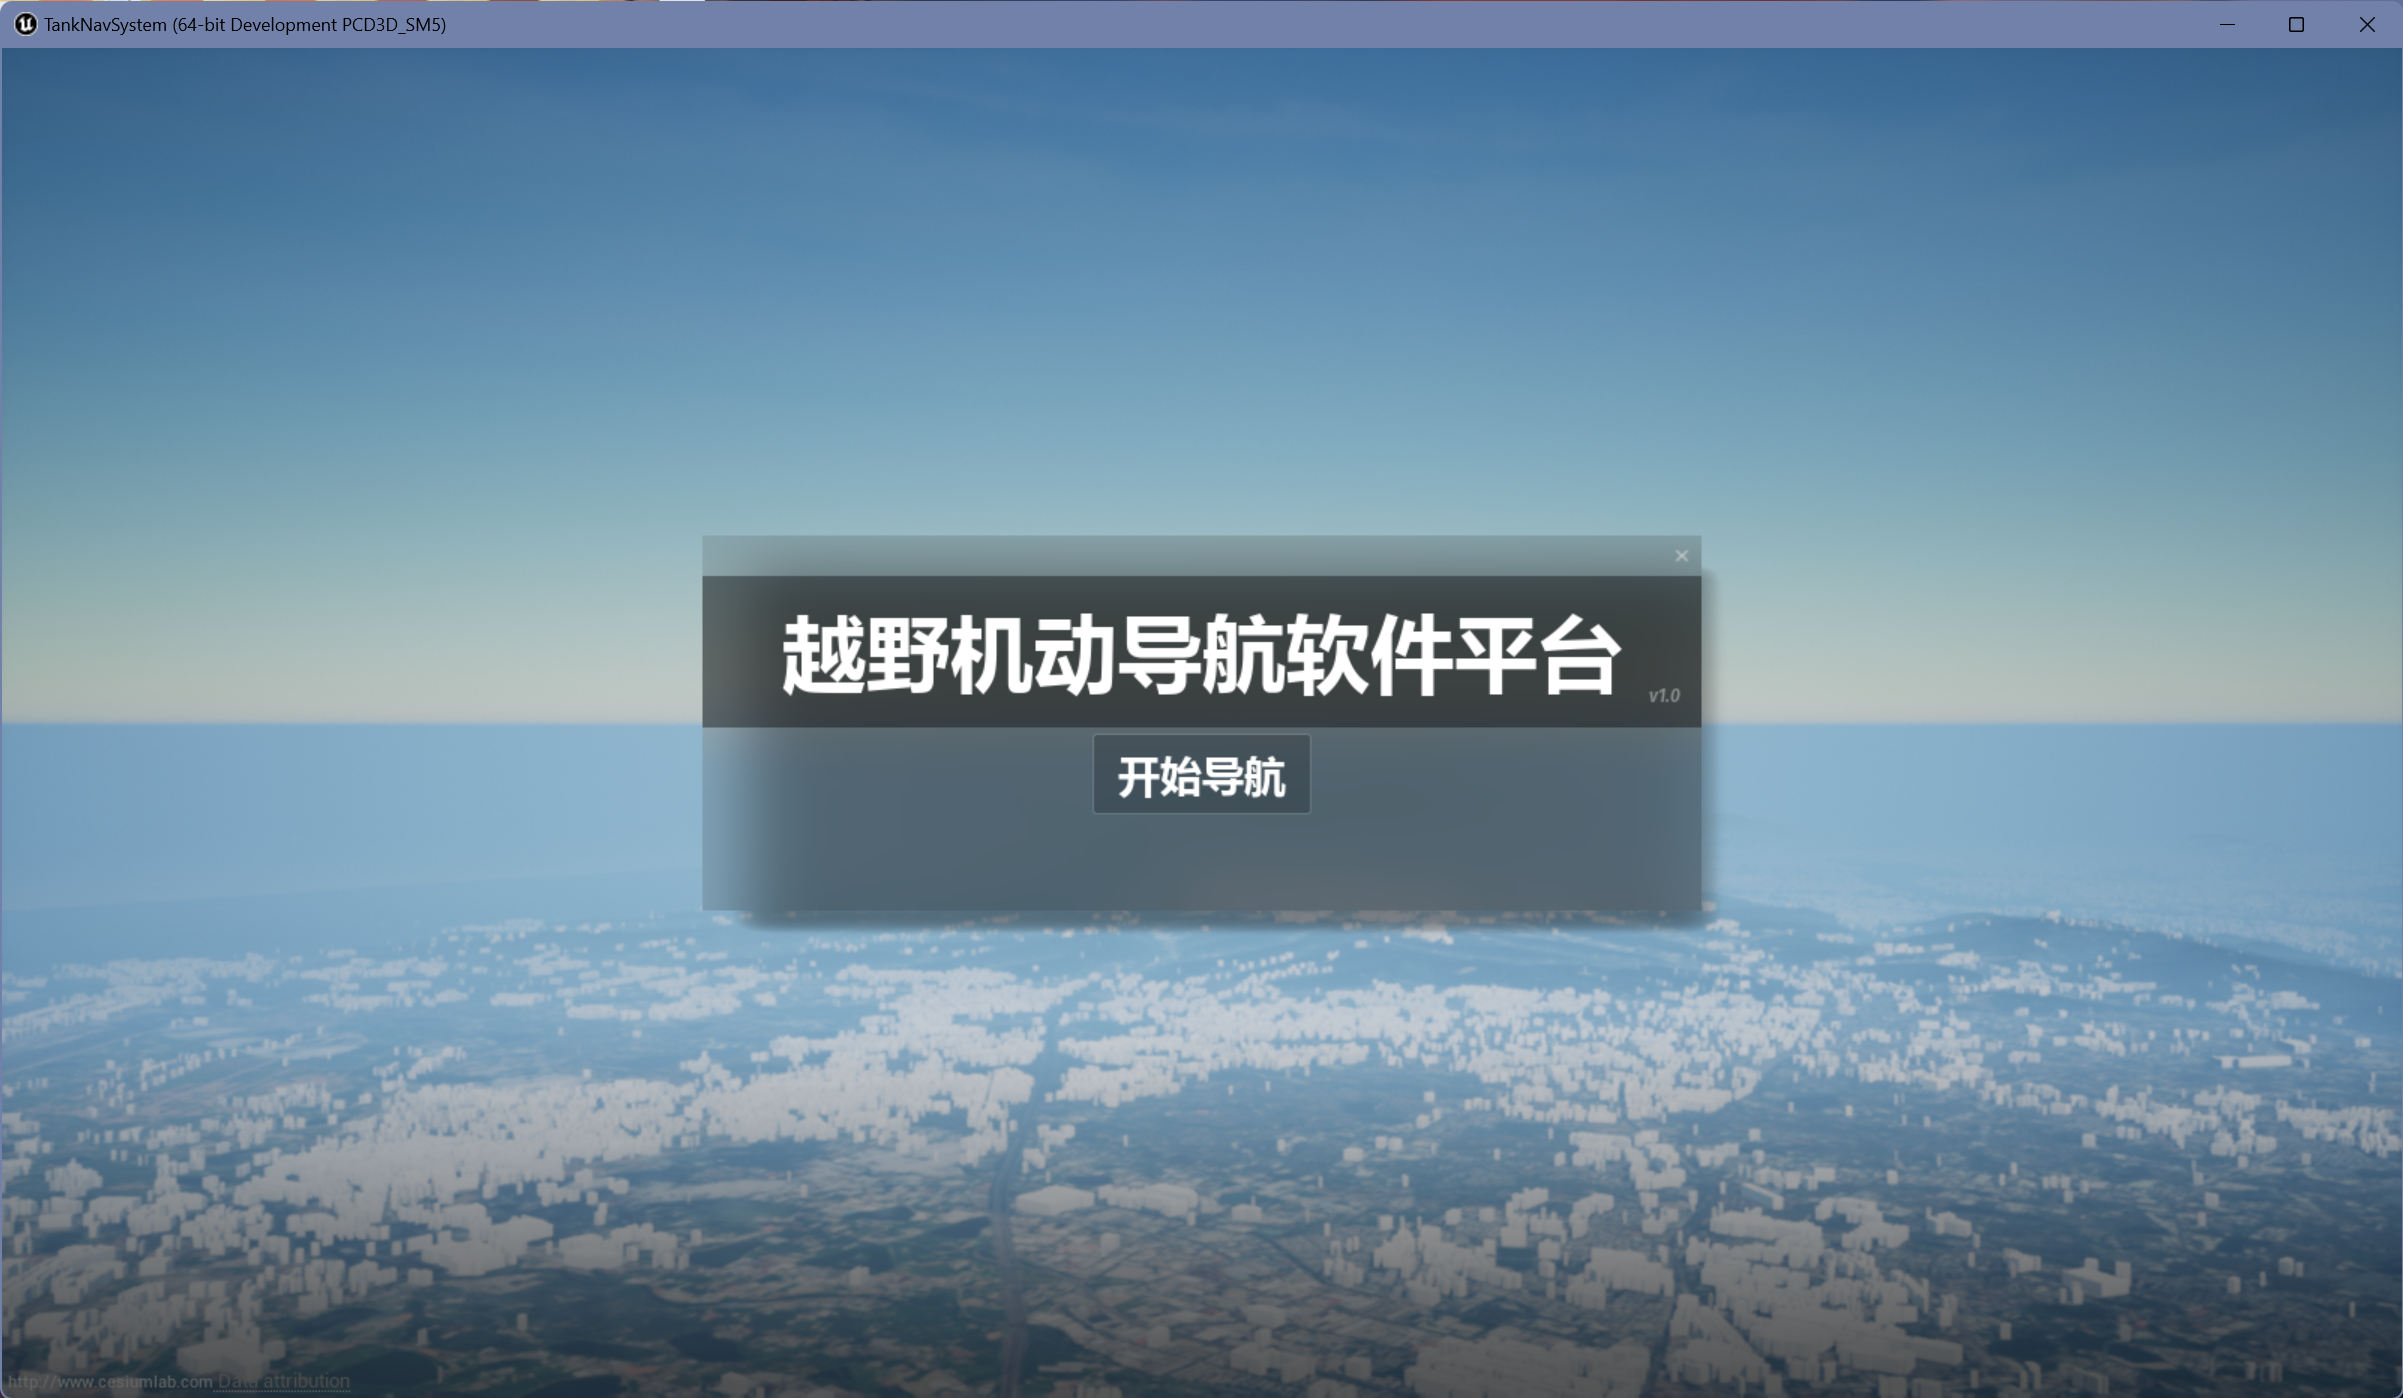 TankNavSystem (64-bit Development PCD3D_SM5)
越野机动导航软件平台
v1.0
开始导航
http://www.cesiumlab.com Data attribution